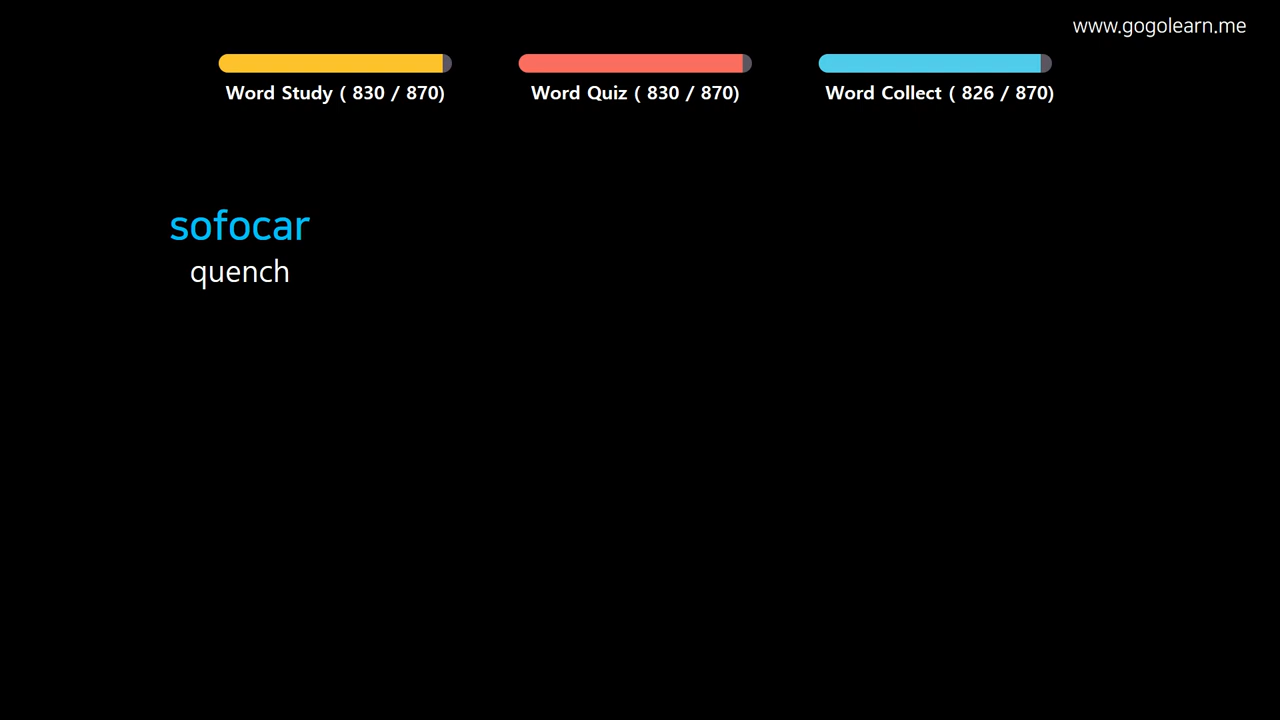 www.gogolearn.me
Word Study ( 830 / 870)
Word Quiz ( 830 / 870)
Word Collect ( 826 / 870)
sofocar
quench